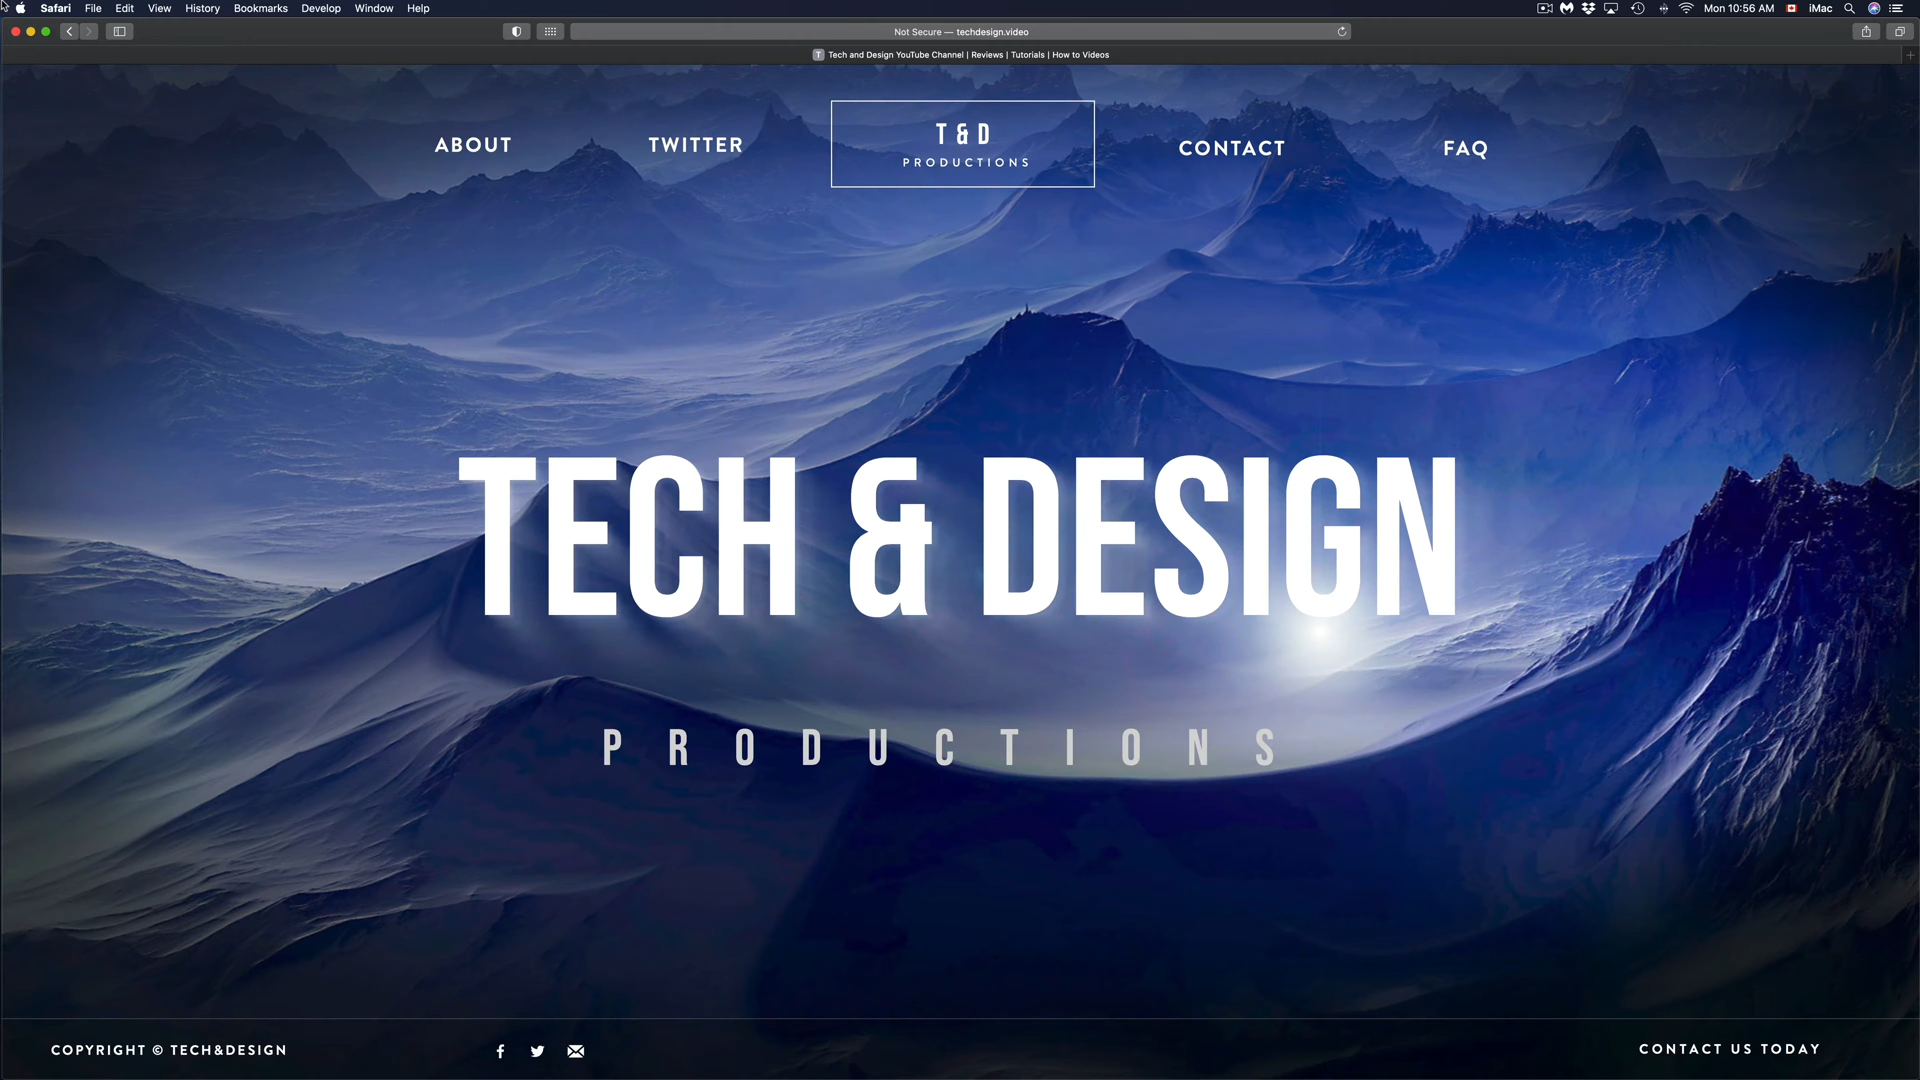 Safari File Edit View History Bookmarks Develop Window Help Mon 10:56 AM iMac
Not Secure — techdesign.video
T Tech and Design YouTube Channel | Reviews | Tutorials | How to Videos
ABOUT
TWITTER
T & D
PRODUCTIONS
CONTACT
FAQ
TECH & DESIGN
PRODUCTIONS
COPYRIGHT © TECH&DESIGN
CONTACT US TODAY